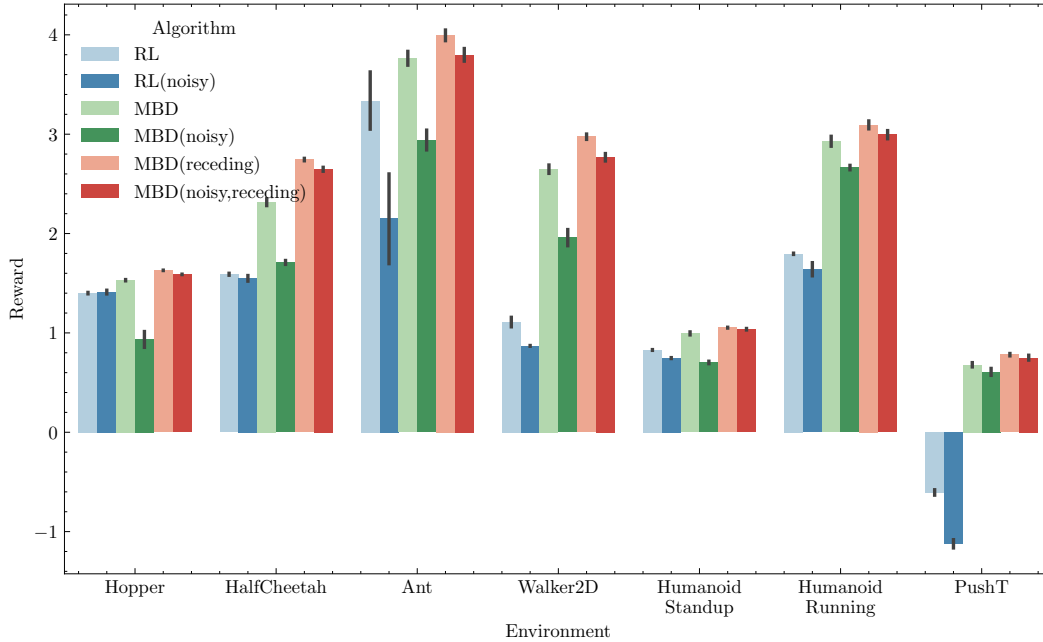 Algorithm
RL
RL(noisy)
MBD
MBD(noisy)
MBD(receding)
MBD(noisy,receding)
Reward
4
3
2
1
0
−1
Hopper
HalfCheetah
Ant
Walker2D
Humanoid
Standup
Humanoid
Running
PushT
Environment